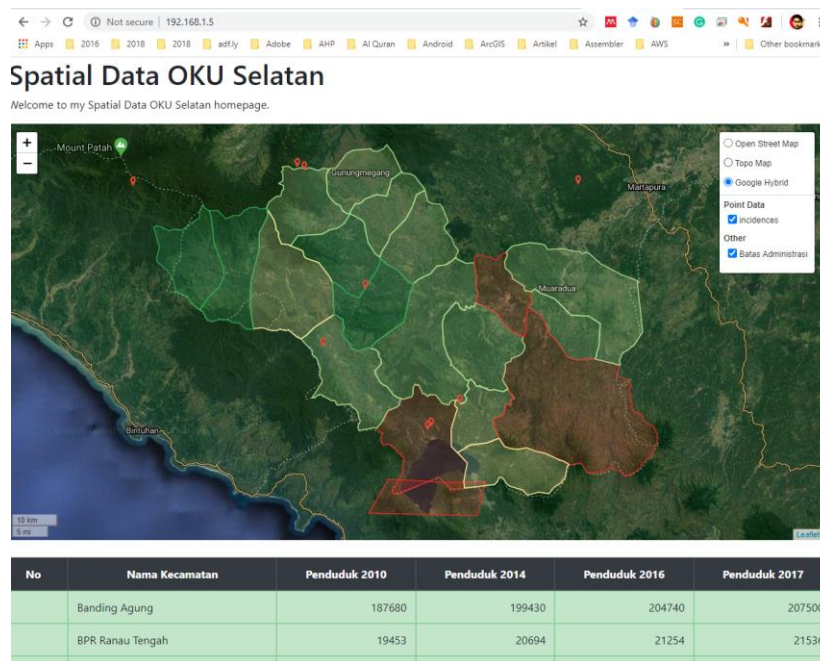 Not secure | 192.168.1.5
Apps 2016 2018 2018 adf.ly Adobe AHP Al Quran Android ArcGIS Artikel Assembler AWS » Other bookmark
Spatial Data OKU Selatan
Welcome to my Spatial Data OKU Selatan homepage.
+
−
Mount Patah
Gunungmegang
Martapura
Muaradua
Bintuhan
Open Street Map
Topo Map
Google Hybrid
Point Data
incidences
Other
Batas Administrasi
10 km
5 mi
Leaflet
No Nama Kecamatan Penduduk 2010 Penduduk 2014 Penduduk 2016 Penduduk 2017
Banding Agung 187680 199430 204740 207500
BPR Ranau Tengah 19453 20694 21254 21536